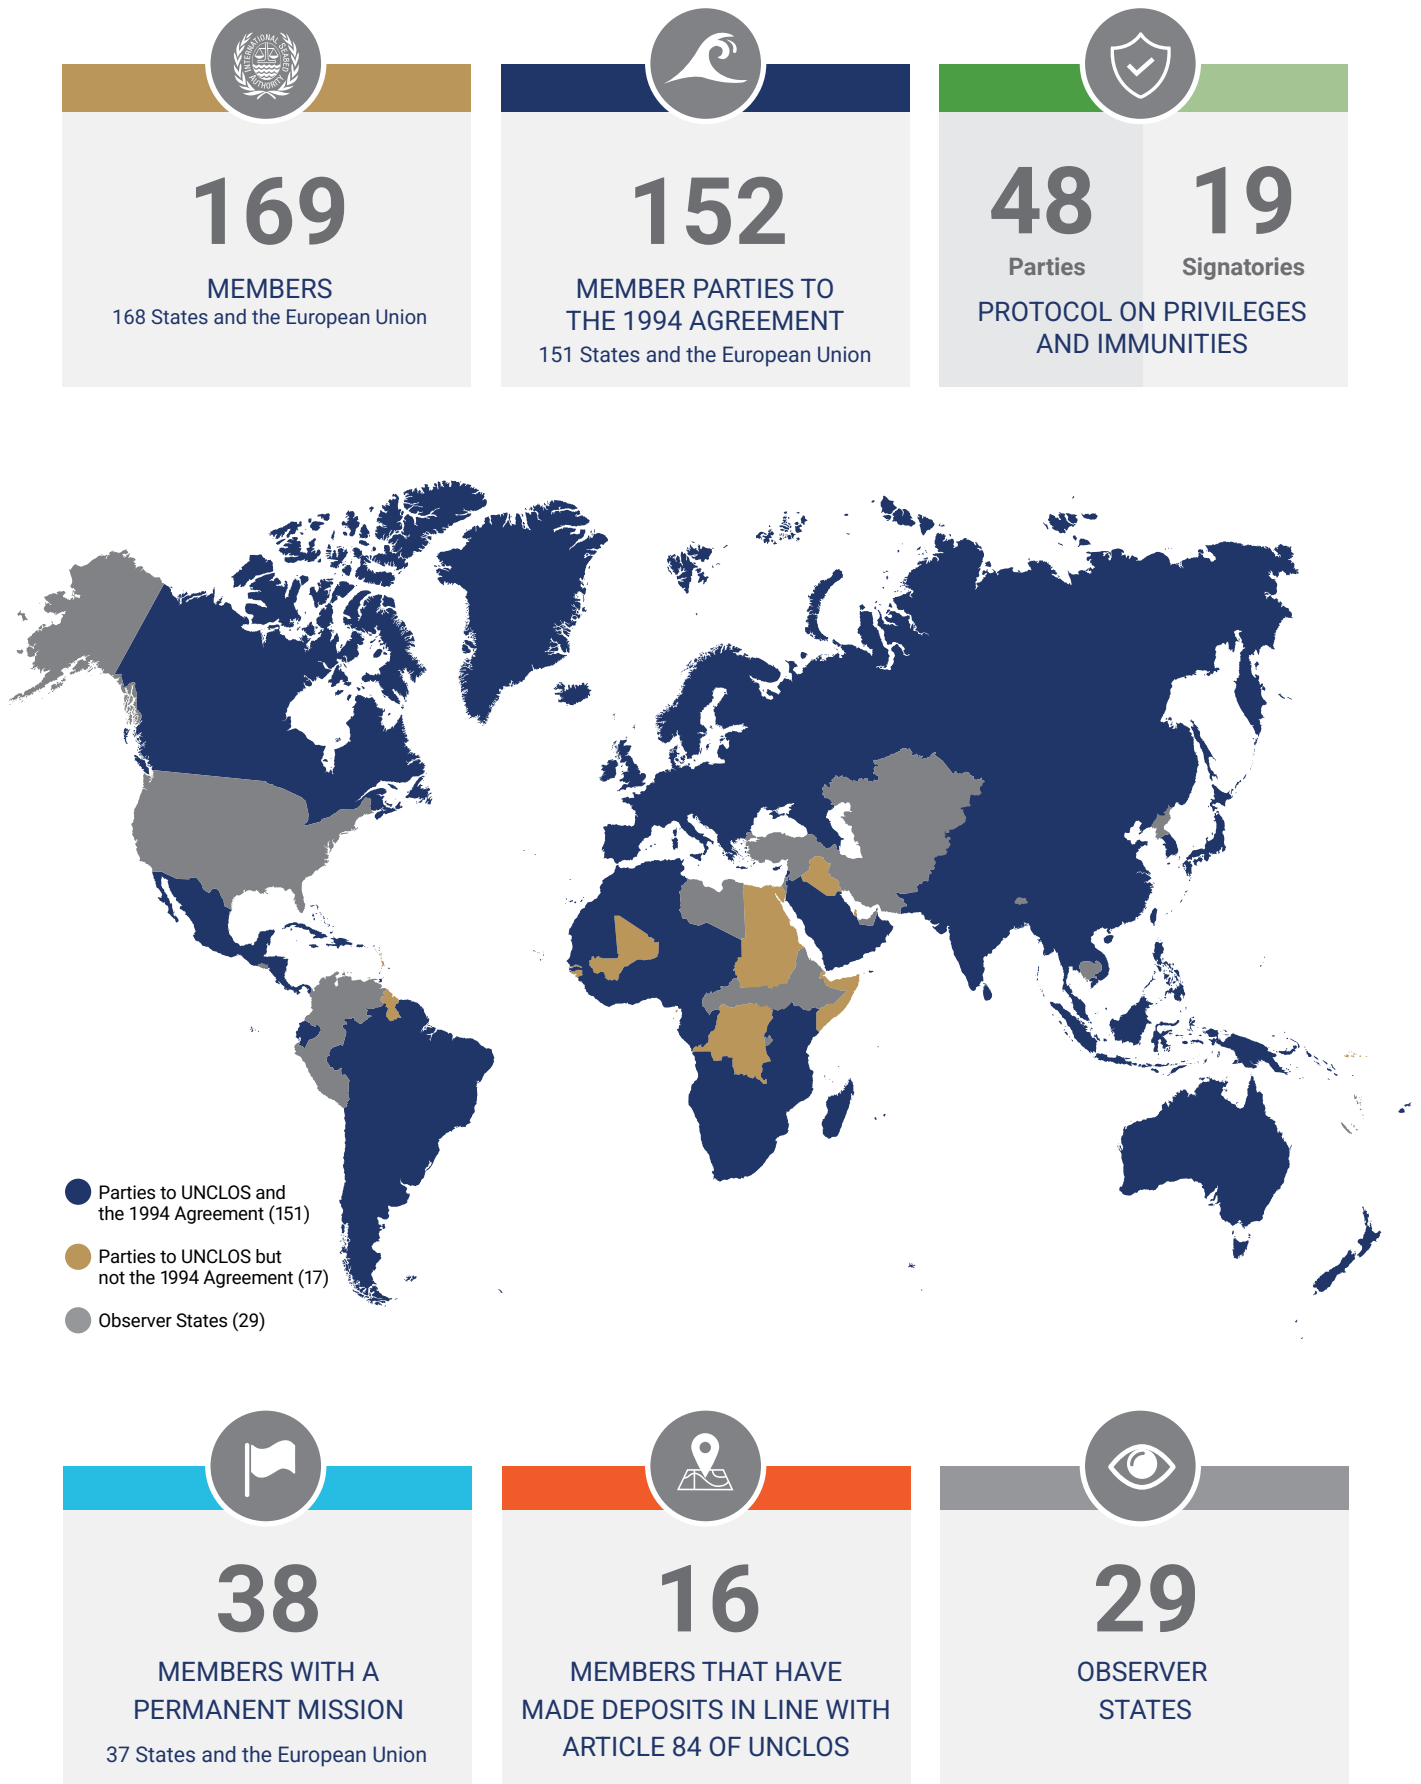 INTERNATIONAL SEABED
AUTHORITY
169
MEMBERS
168 States and the European Union
152
MEMBER PARTIES TO
THE 1994 AGREEMENT
151 States and the European Union
48
Parties
19
Signatories
PROTOCOL ON PRIVILEGES
AND IMMUNITIES
Parties to UNCLOS and
the 1994 Agreement (151)
Parties to UNCLOS but
not the 1994 Agreement (17)
Observer States (29)
38
MEMBERS WITH A
PERMANENT MISSION
37 States and the European Union
16
MEMBERS THAT HAVE
MADE DEPOSITS IN LINE WITH
ARTICLE 84 OF UNCLOS
29
OBSERVER
STATES